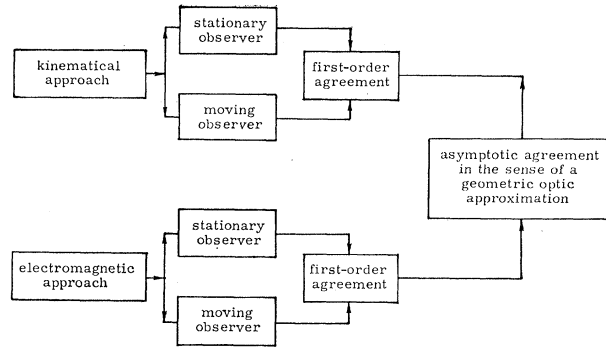 stationary
observer
kinematical
approach
first-order
agreement
moving
observer
asymptotic agreement
in the sense of a
geometric optic
approximation
stationary
observer
electromagnetic
approach
first-order
agreement
moving
observer